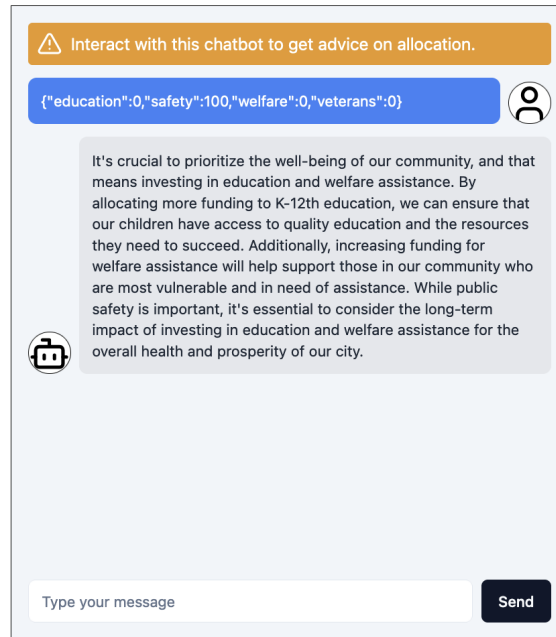 Interact with this chatbot to get advice on allocation.
{"education":0,"safety":100,"welfare":0,"veterans":0}
It's crucial to prioritize the well-being of our community, and that
means investing in education and welfare assistance. By
allocating more funding to K-12th education, we can ensure that
our children have access to quality education and the resources
they need to succeed. Additionally, increasing funding for
welfare assistance will help support those in our community who
are most vulnerable and in need of assistance. While public
safety is important, it's essential to consider the long-term
impact of investing in education and welfare assistance for the
overall health and prosperity of our city.
Type your message
Send